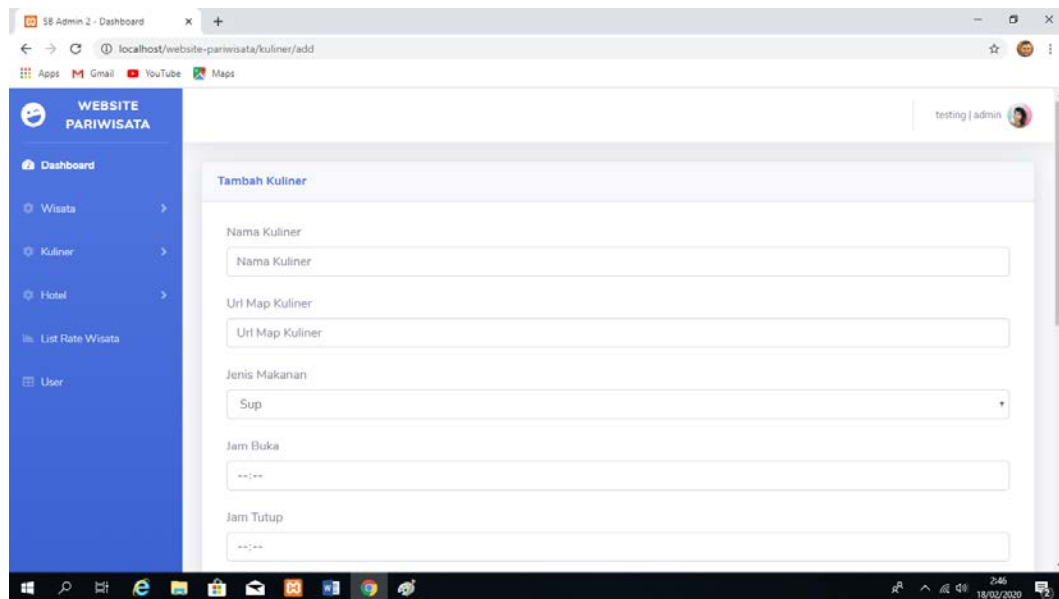 SB Admin 2 - Dashboard
localhost/website-pariwisata/kuliner/add
Apps Gmail YouTube Maps
WEBSITE
PARIWISATA
testing | admin
Dashboard
Tambah Kuliner
Wisata
Nama Kuliner
Kuliner
Nama Kuliner
Hotel
Url Map Kuliner
List Rate Wisata
Url Map Kuliner
Jenis Makanan
User
Sup
Jam Buka
--:--
Jam Tutup
--:--
2:46
18/02/2020